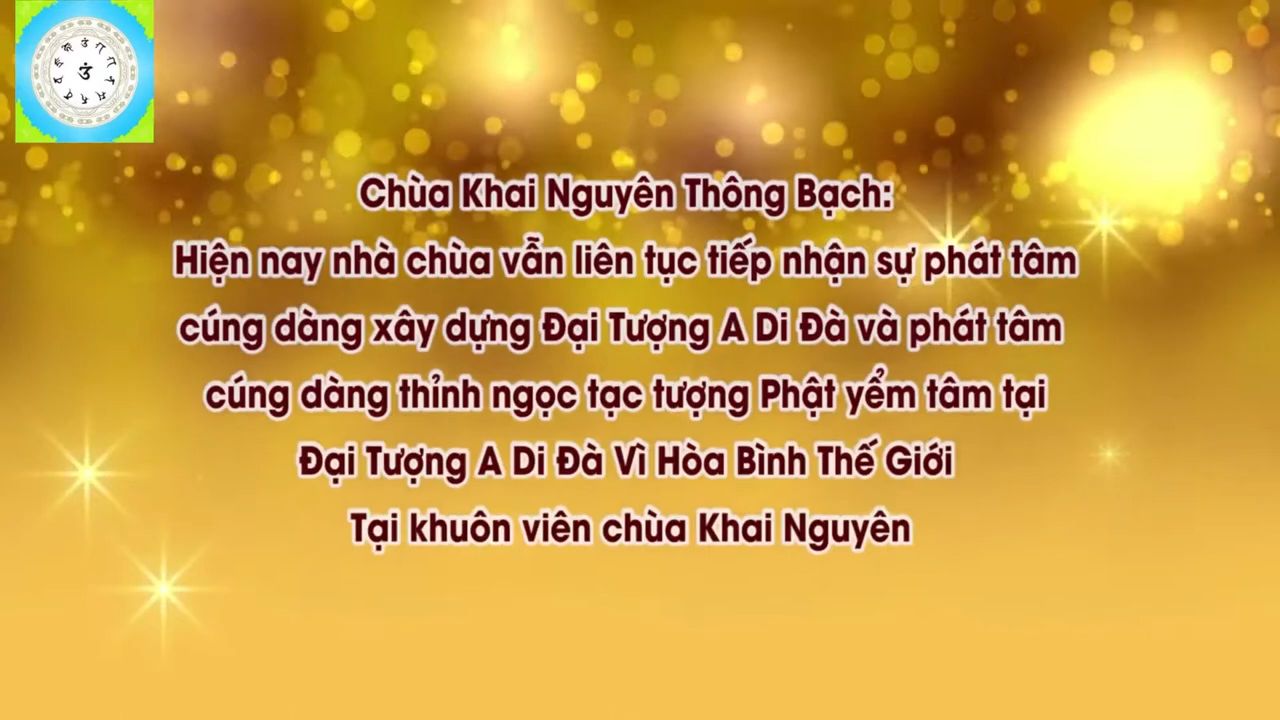 Chùa Khai Nguyên Thông Bạch:
Hiện nay nhà chùa vẫn liên tục tiếp nhận sự phát tâm
cúng dàng xây dựng Đại Tượng A Di Đà và phát tâm
cúng dàng thỉnh ngọc tạc tượng Phật yểm tâm tại
Đại Tượng A Di Đà Vì Hòa Bình Thế Giới
Tại khuôn viên chùa Khai Nguyên